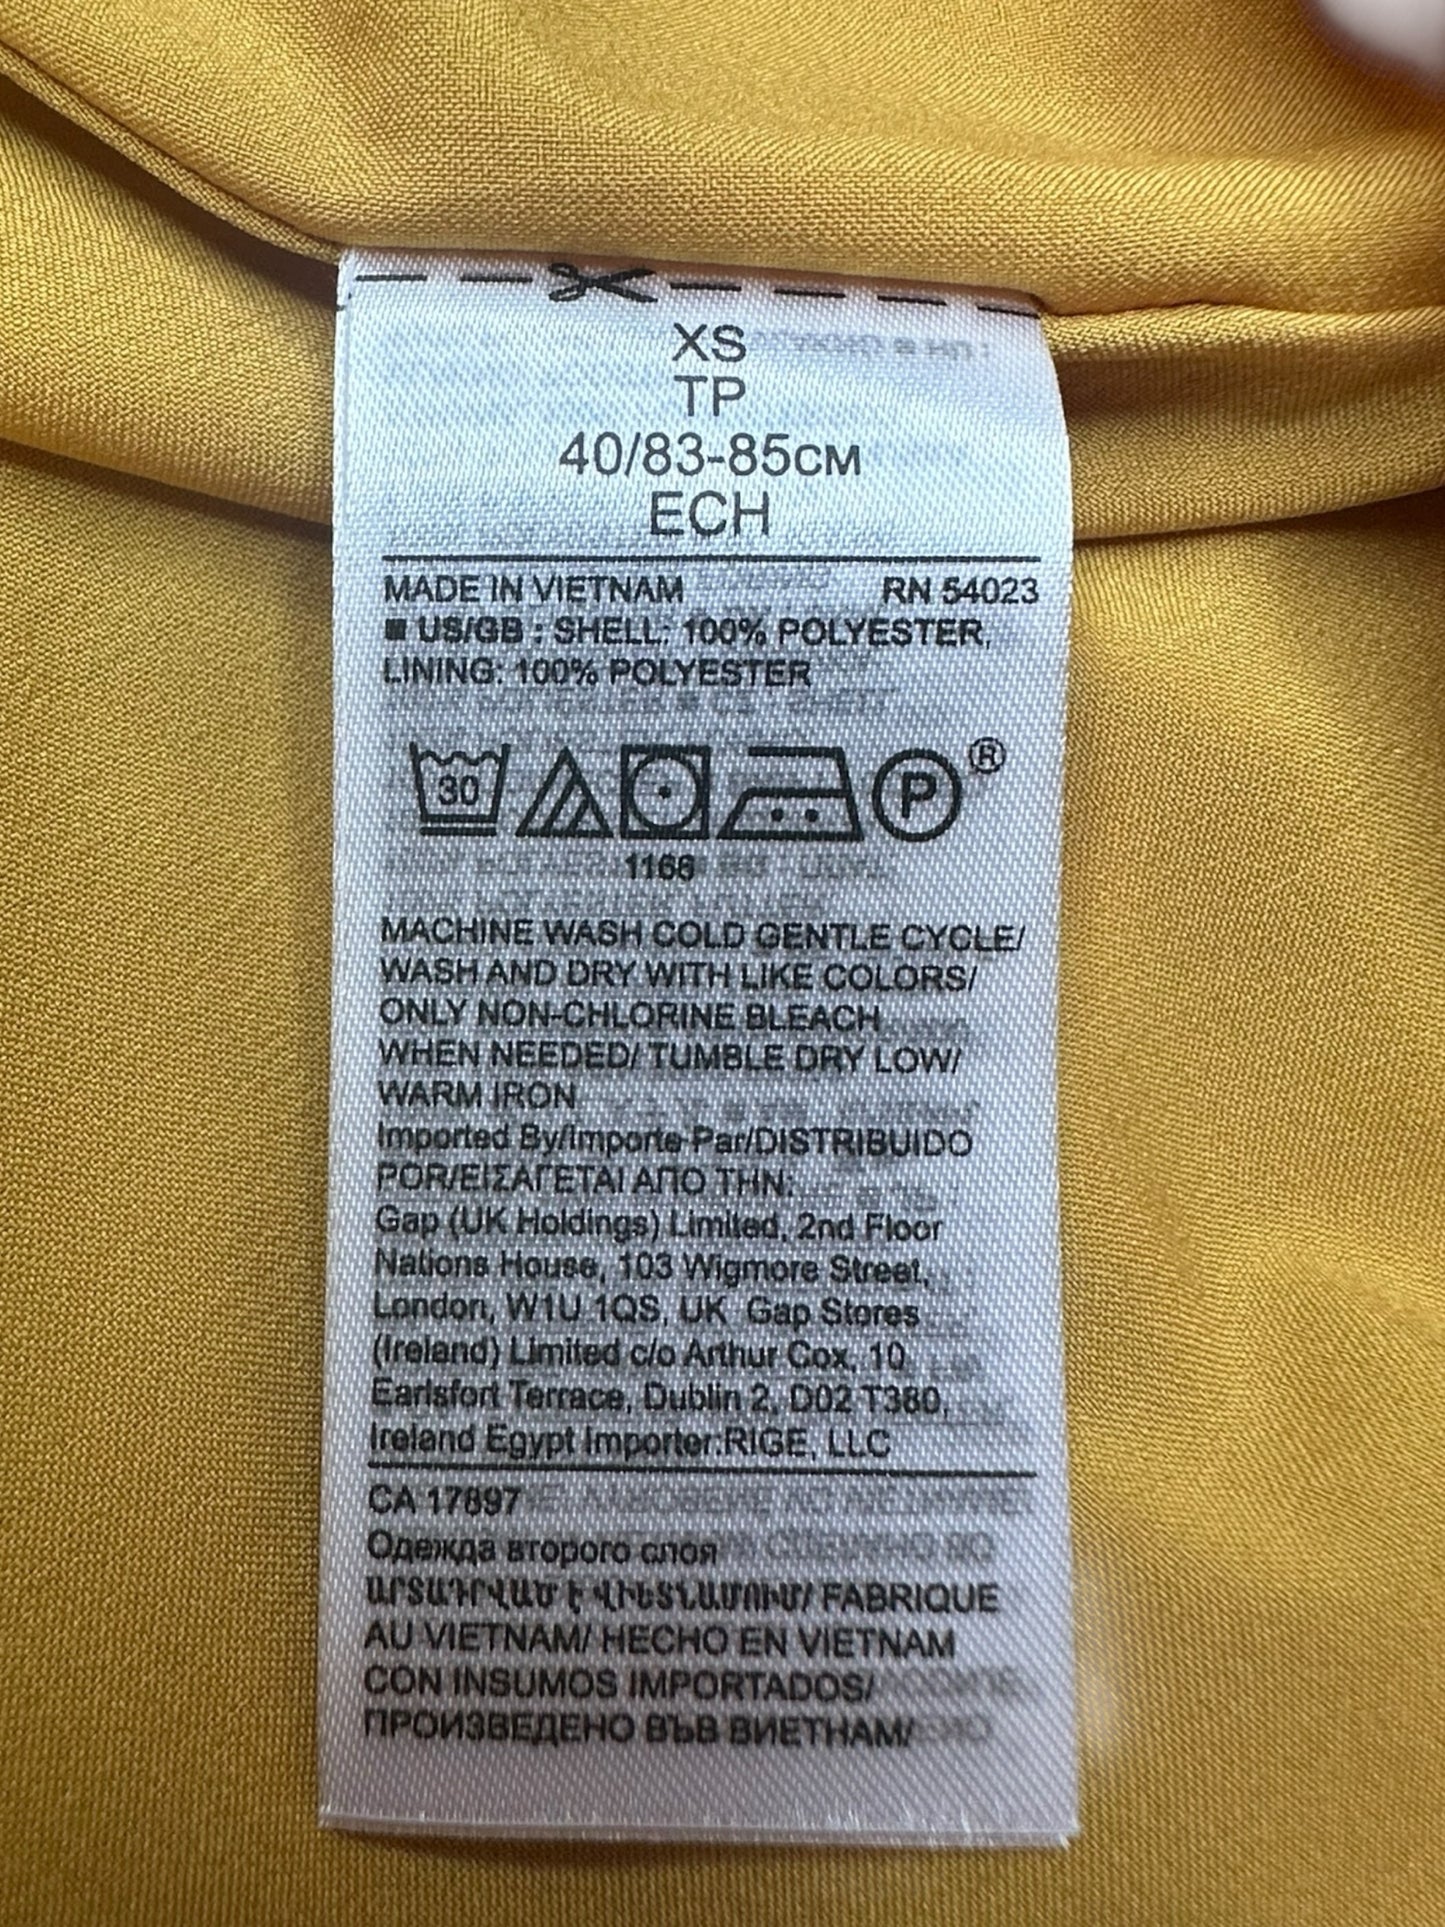 XS
TP
40/83-85CM
ECH
MADE IN VIETNAM RN 54023
■ US/GB : SHELL: 100% POLYESTER,
LINING: 100% POLYESTER
30 P ®
1166
MACHINE WASH COLD GENTLE CYCLE/
WASH AND DRY WITH LIKE COLORS/
ONLY NON-CHLORINE BLEACH
WHEN NEEDED/ TUMBLE DRY LOW/
WARM IRON
Imported By/Importe Par/DISTRIBUIDO
POR/ΕΙΣΑΓΕΤΑΙ ΑΠΟ ΤΗΝ:
Gap (UK Holdings) Limited, 2nd Floor
Nations House, 103 Wigmore Street,
London, W1U 1QS, UK Gap Stores
(Ireland) Limited c/o Arthur Cox, 10
Earlsfort Terrace, Dublin 2, D02 T380,
Ireland Egypt Importer:RIGE, LLC
CA 17897
Одежда второго слоя
ԱՐՏԱԴՐՎԱԾ Է ՎԻԵՏՆԱՄՈՒՄ/ FABRIQUE
AU VIETNAM/ HECHO EN VIETNAM
CON INSUMOS IMPORTADOS/
ПРОИЗВЕДЕНО ВЪВ ВИЕТНАМ/